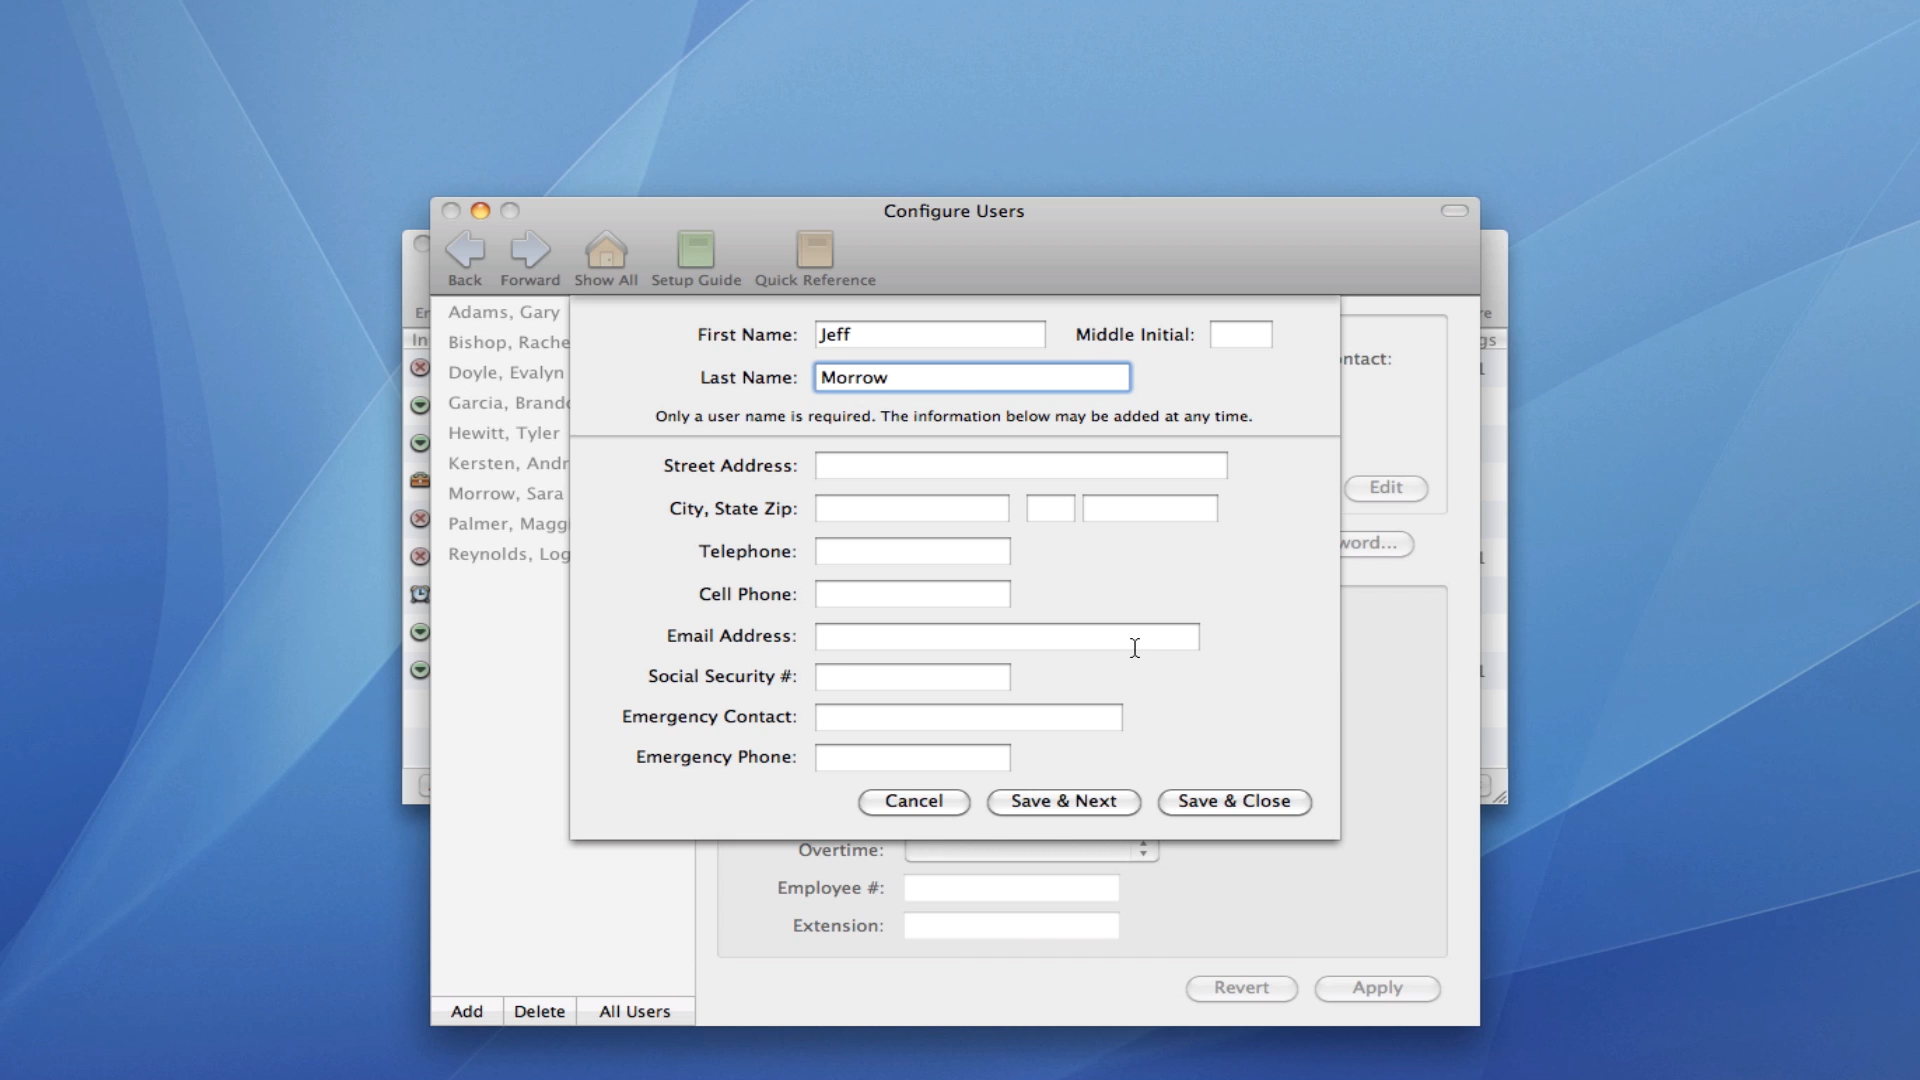 Configure Users
Back Forward Show All Setup Guide Quick Reference
Adams, Gary
Bishop, Rache
Doyle, Evalyn
Garcia, Brand
Hewitt, Tyler
Kersten, Andr
Morrow, Sara
Palmer, Magg
Reynolds, Log
First Name: Jeff Middle Initial:
Last Name: Morrow
Only a user name is required. The information below may be added at any time.
Street Address:
City, State Zip:
Telephone:
Cell Phone:
Email Address:
Social Security #:
Emergency Contact:
Emergency Phone:
Cancel Save & Next Save & Close
ntact:
Edit
word...
Overtime:
Employee #:
Extension:
Revert Apply
Add Delete All Users
Er
In
re
gs